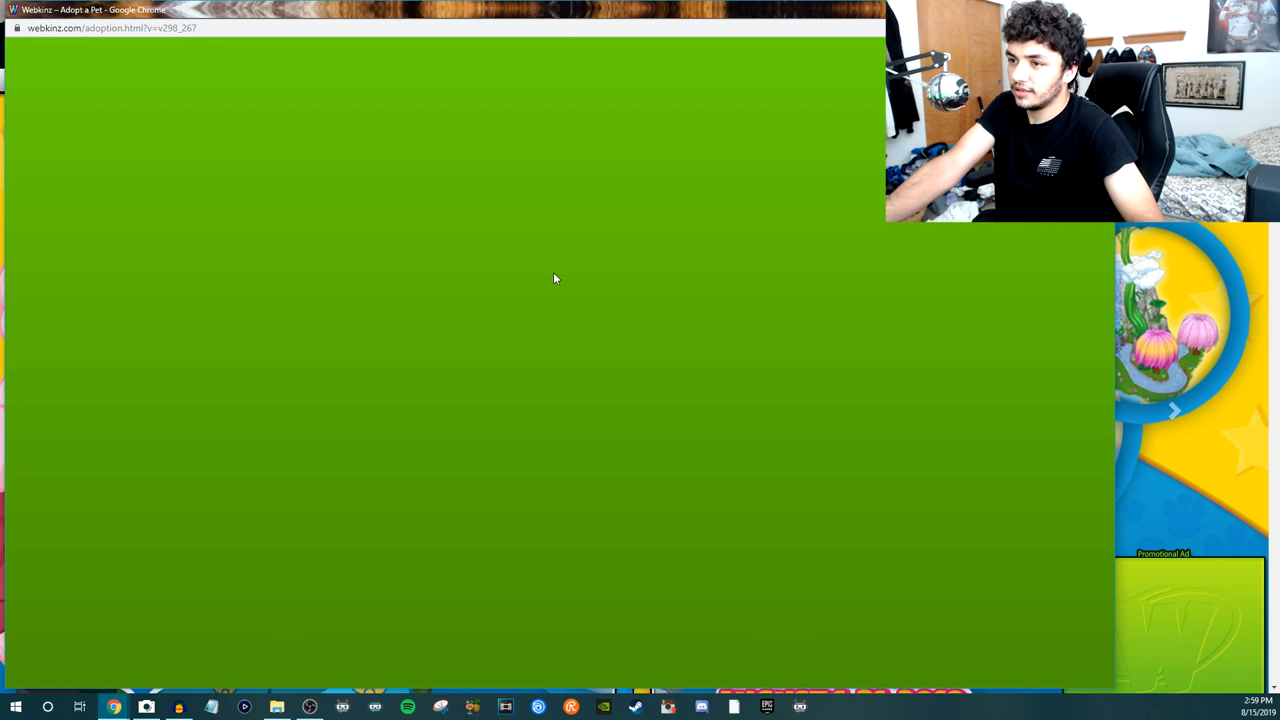 Webkinz – Adopt a Pet - Google Chrome
webkinz.com/adoption.html?v=v298_267
Promotional Ad
2:59 PM
8/15/2019